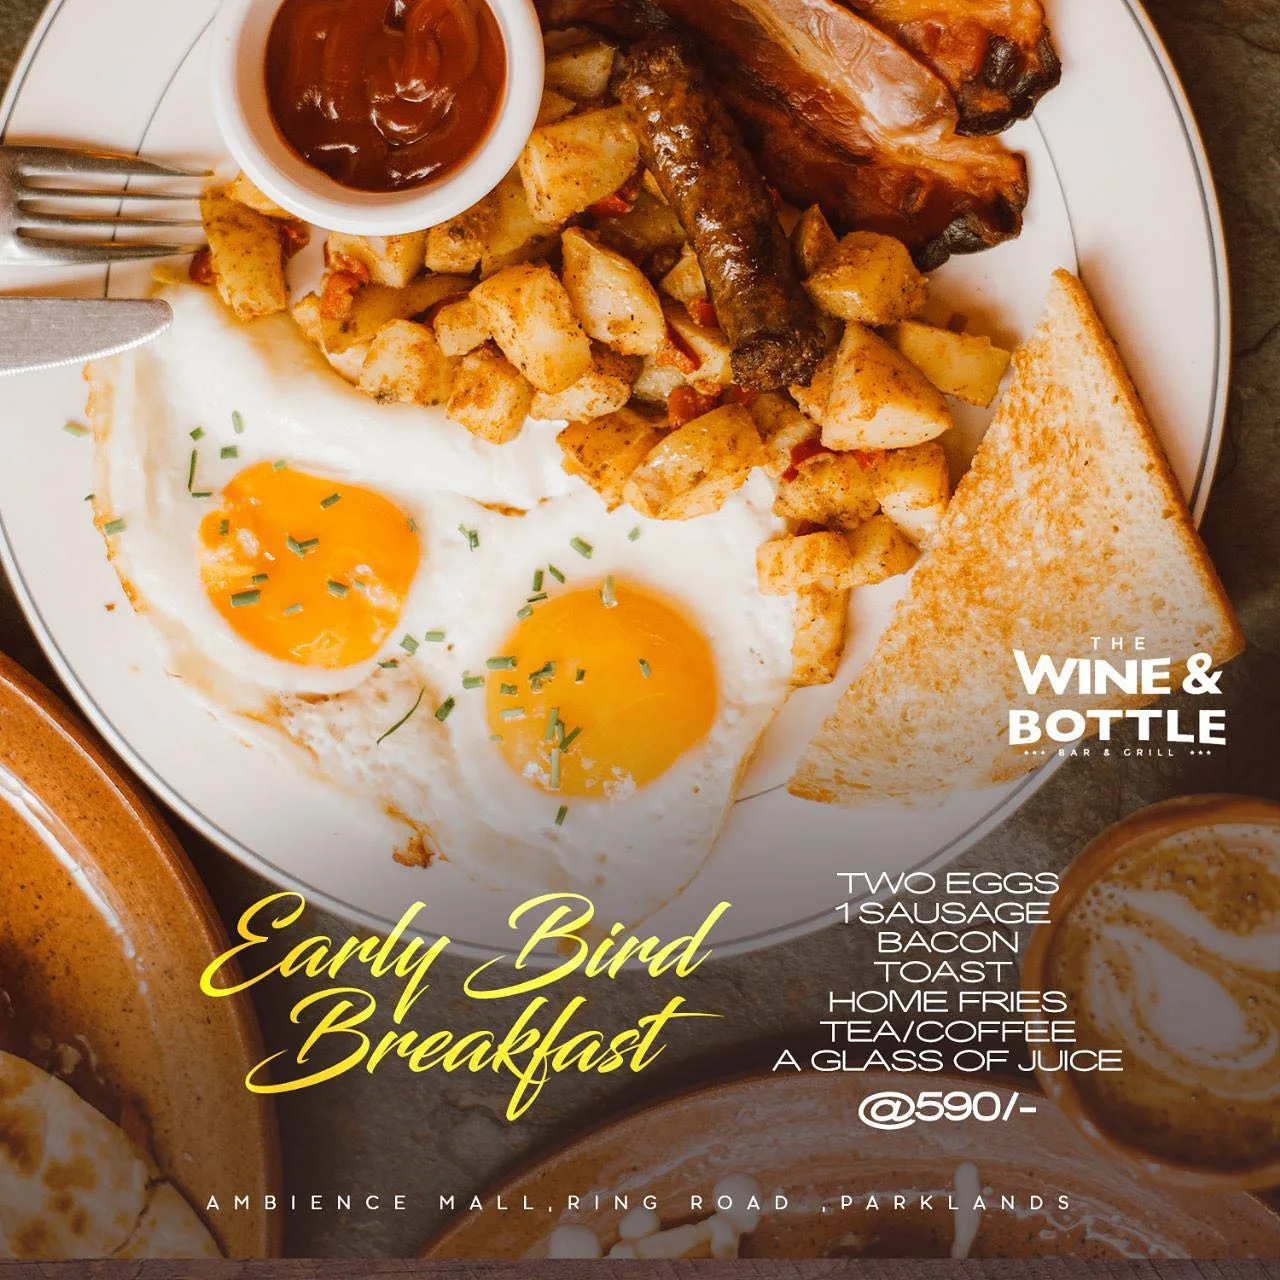 THE
WINE &
BOTTLE
*** BAR & GRILL ***
Early Bird
Breakfast
TWO EGGS
1 SAUSAGE
BACON
TOAST
HOME FRIES
TEA/COFFEE
A GLASS OF JUICE
@590/-
AMBIENCE MALL,RING ROAD ,PARKLANDS